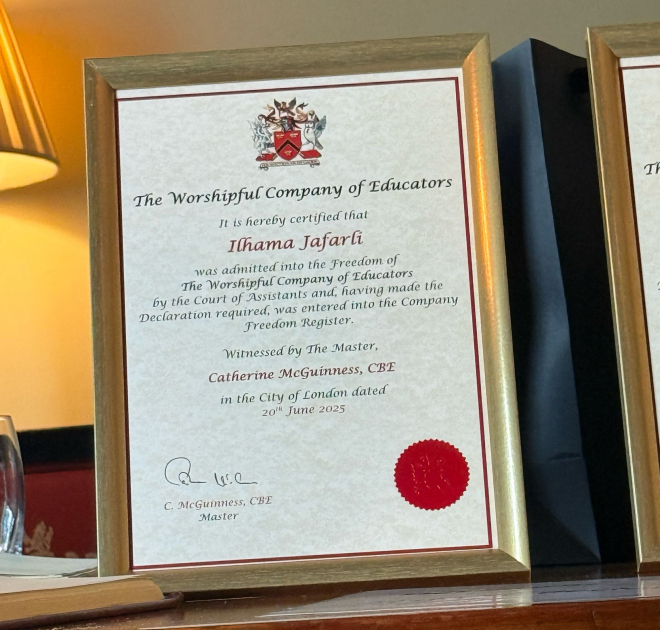 The Worshipful Company of Educators
It is hereby certified that
Ilhama Jafarli
was admitted into the Freedom of
The Worshipful Company of Educators
by the Court of Assistants and, having made the
Declaration required, was entered into the Company
Freedom Register.
Witnessed by The Master,
Catherine McGuinness, CBE
in the City of London dated
20th June 2025
C. McGuinness, CBE
Master